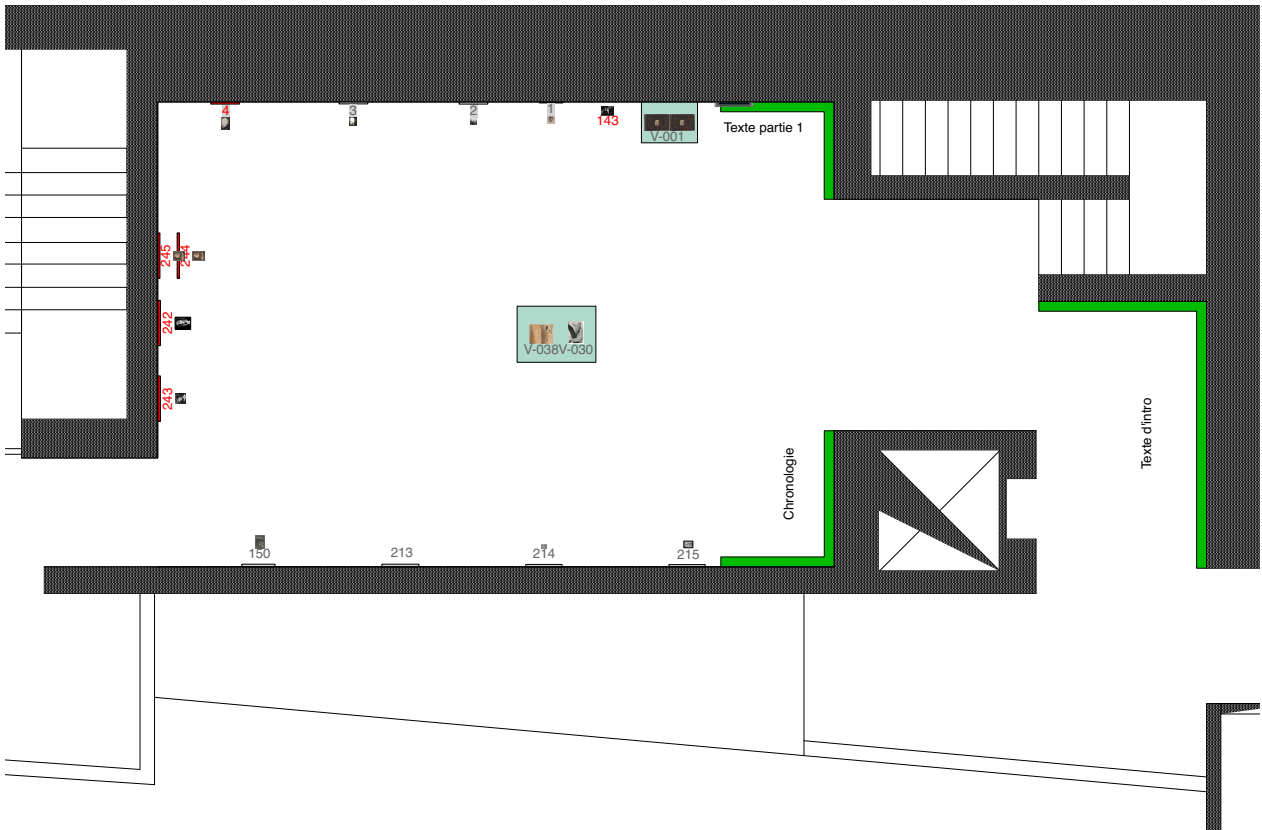 4
3
2
1
143
V-001
Texte partie 1
245
244
242
243
V-038V-030
Texte d'intro
Chronologie
150
213
214
215